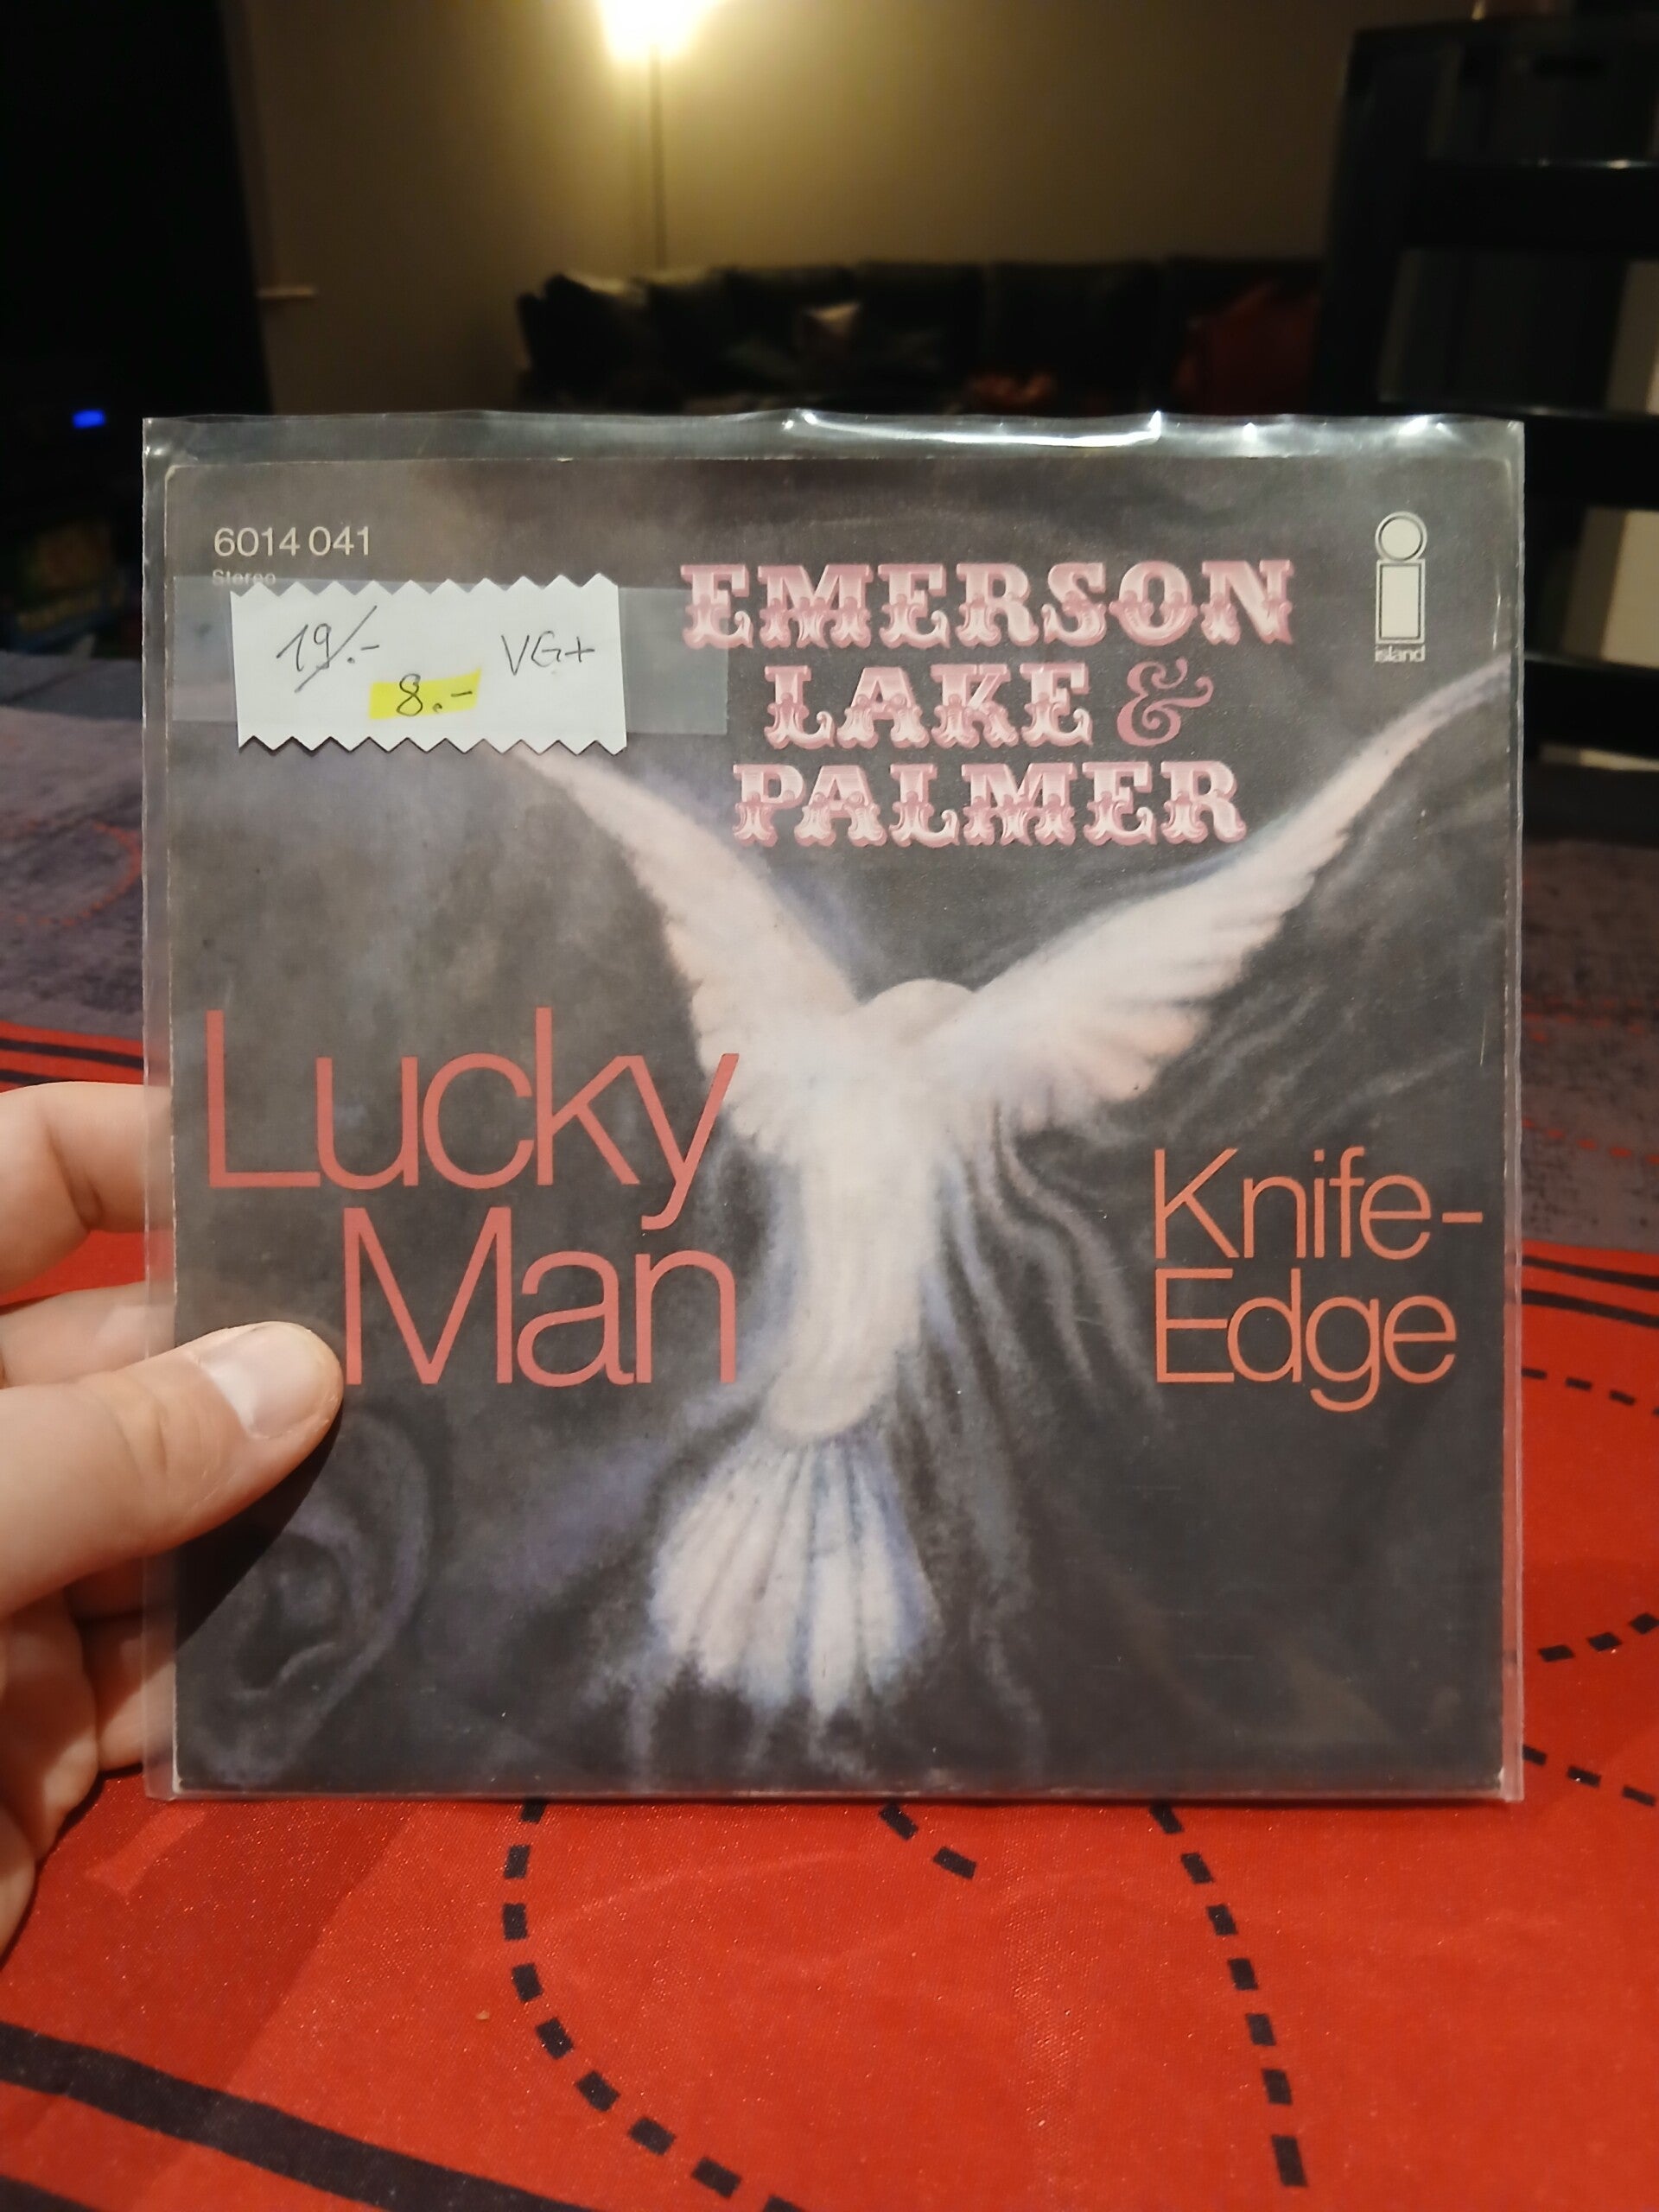 6014 041
Stereo
19.-
VG+
8.-
EMERSON
LAKE &
PALMER
island
Lucky
Man
Knife-
Edge